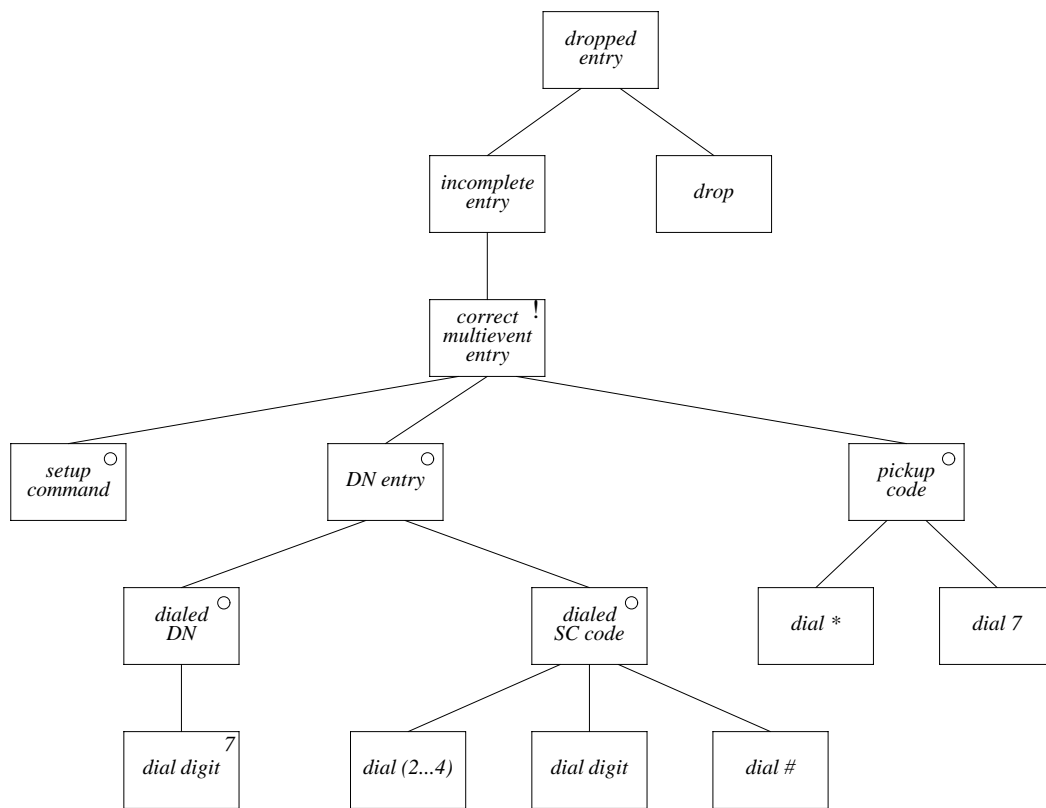 dropped
entry
incomplete
entry
drop
correct !
multievent
entry
setup
command
DN entry
pickup
code
dialed
DN
dialed
SC code
dial *
dial 7
7
dial digit
dial (2...4)
dial digit
dial #